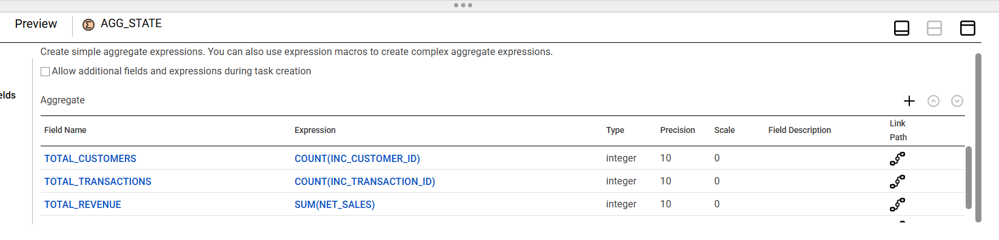 Preview AGG_STATE
Create simple aggregate expressions. You can also use expression macros to create complex aggregate expressions.
Allow additional fields and expressions during task creation
elds
Aggregate
Field Name Expression Type Precision Scale Field Description Link Path
TOTAL_CUSTOMERS COUNT(INC_CUSTOMER_ID) integer 10 0
TOTAL_TRANSACTIONS COUNT(INC_TRANSACTION_ID) integer 10 0
TOTAL_REVENUE SUM(NET_SALES) integer 10 0